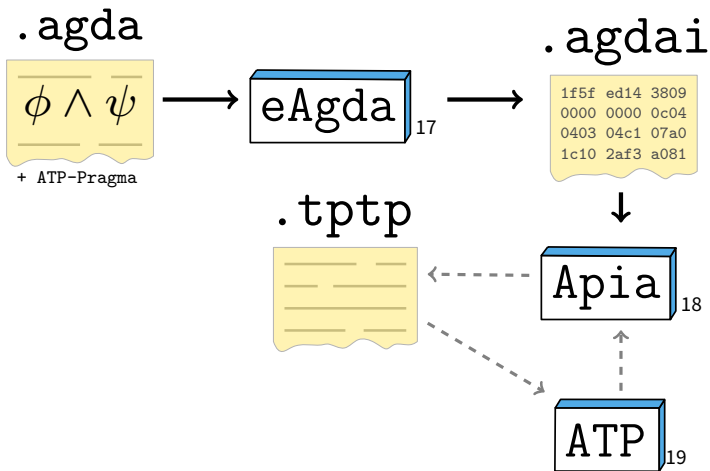 .agda
φ ∧ ψ
+ ATP-Pragma
eAgda 17
.agdai
1f5f ed14 3809
0000 0000 0c04
0403 04c1 07a0
1c10 2af3 a081
.tptp
Apia 18
ATP 19